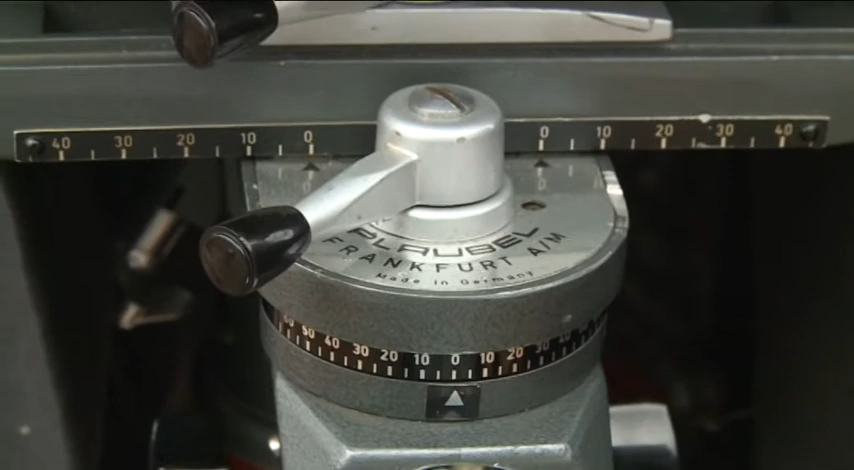 40 30 20 10 0
0 10 20 30 40
PLAUBEL
FRANKFURT A/M
Made in Germany
50 40 30 20 10 0 10 20 30